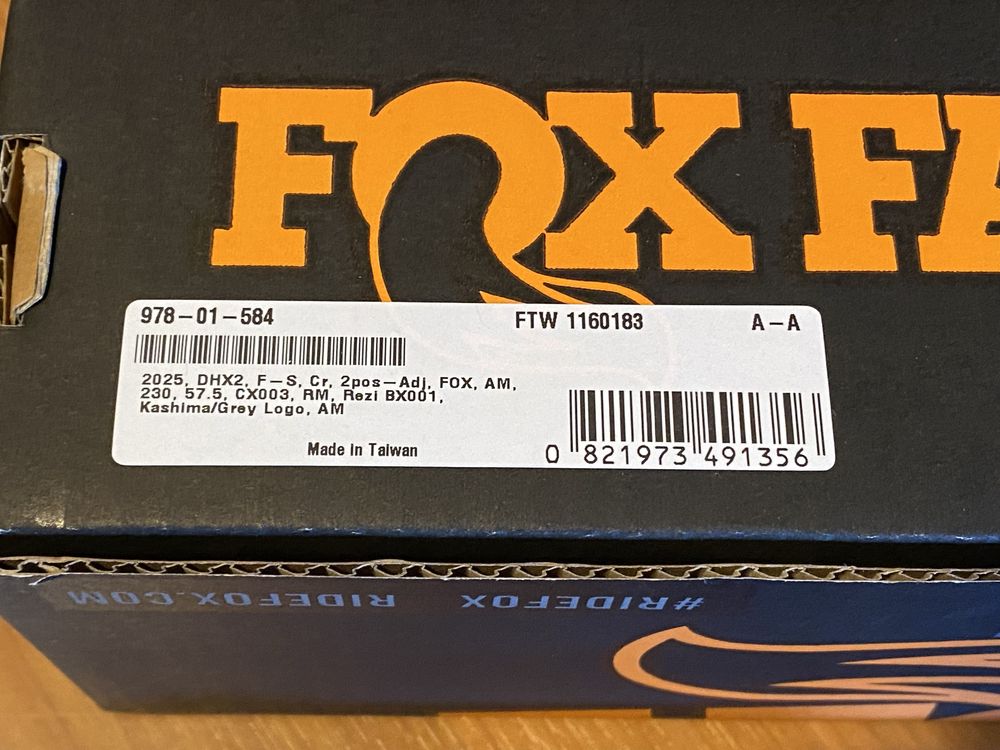 FOX FA
978-01-584 FTW 1160183 A-A
2025, DHX2, F-S, Cr, 2pos-Adj, FOX, AM,
230, 57.5, CX003, RM, Rezi BX001,
Kashima/Grey Logo, AM
Made in Taiwan
0 821973 491356
#RIDEFOX RIDEFOX.COM